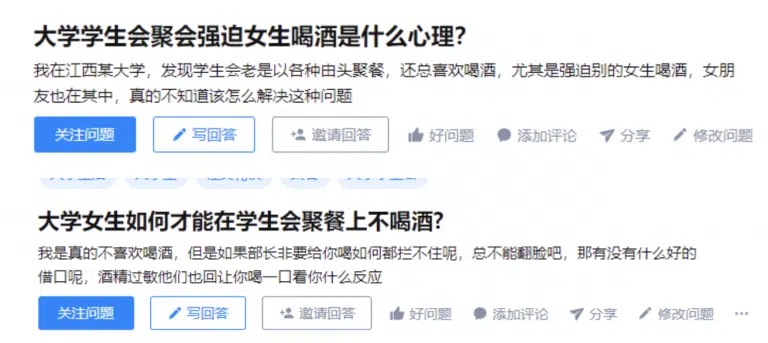 大学学生会聚会强迫女生喝酒是什么心理?
我在江西某大学，发现学生会老是以各种由头聚餐，还总喜欢喝酒，尤其是强迫别的女生喝酒，女朋
友也在其中，真的不知道该怎么解决这种问题
关注问题 写回答 邀请回答 好问题 添加评论 分享 修改问题
大学女生如何才能在学生会聚餐上不喝酒?
我是真的不喜欢喝酒，但是如果部长非要给你喝如何都拦不住呢，总不能翻脸吧，那有没有什么好的
借口呢，酒精过敏他们也回让你喝一口看你什么反应
关注问题 写回答 邀请回答 好问题 添加评论 分享 修改问题 ···